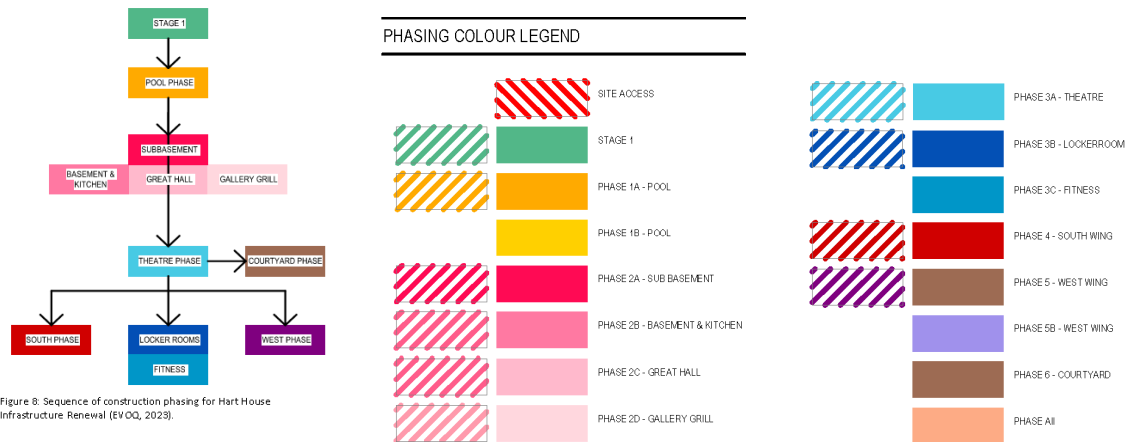 STAGE 1
POOL PHASE
SUBBASEMENT
BASEMENT &
KITCHEN
GREAT HALL
GALLERY GRILL
THEATRE PHASE
COURTYARD PHASE
SOUTH PHASE
LOCKER ROOMS
WEST PHASE
FITNESS
Figure 8: Sequence of construction phasing for Hart House
Infrastructure Renewal (EVOQ, 2023).
PHASING COLOUR LEGEND
SITE ACCESS
STAGE 1
PHASE 1A - POOL
PHASE 1B - POOL
PHASE 2A - SUB BASEMENT
PHASE 2B - BASEMENT & KITCHEN
PHASE 2C - GREAT HALL
PHASE 2D - GALLERY GRILL
PHASE 3A - THEATRE
PHASE 3B - LOCKERROOM
PHASE 3C - FITNESS
PHASE 4 - SOUTH WING
PHASE 5 - WEST WING
PHASE 5B - WEST WING
PHASE 6 - COURTYARD
PHASE All